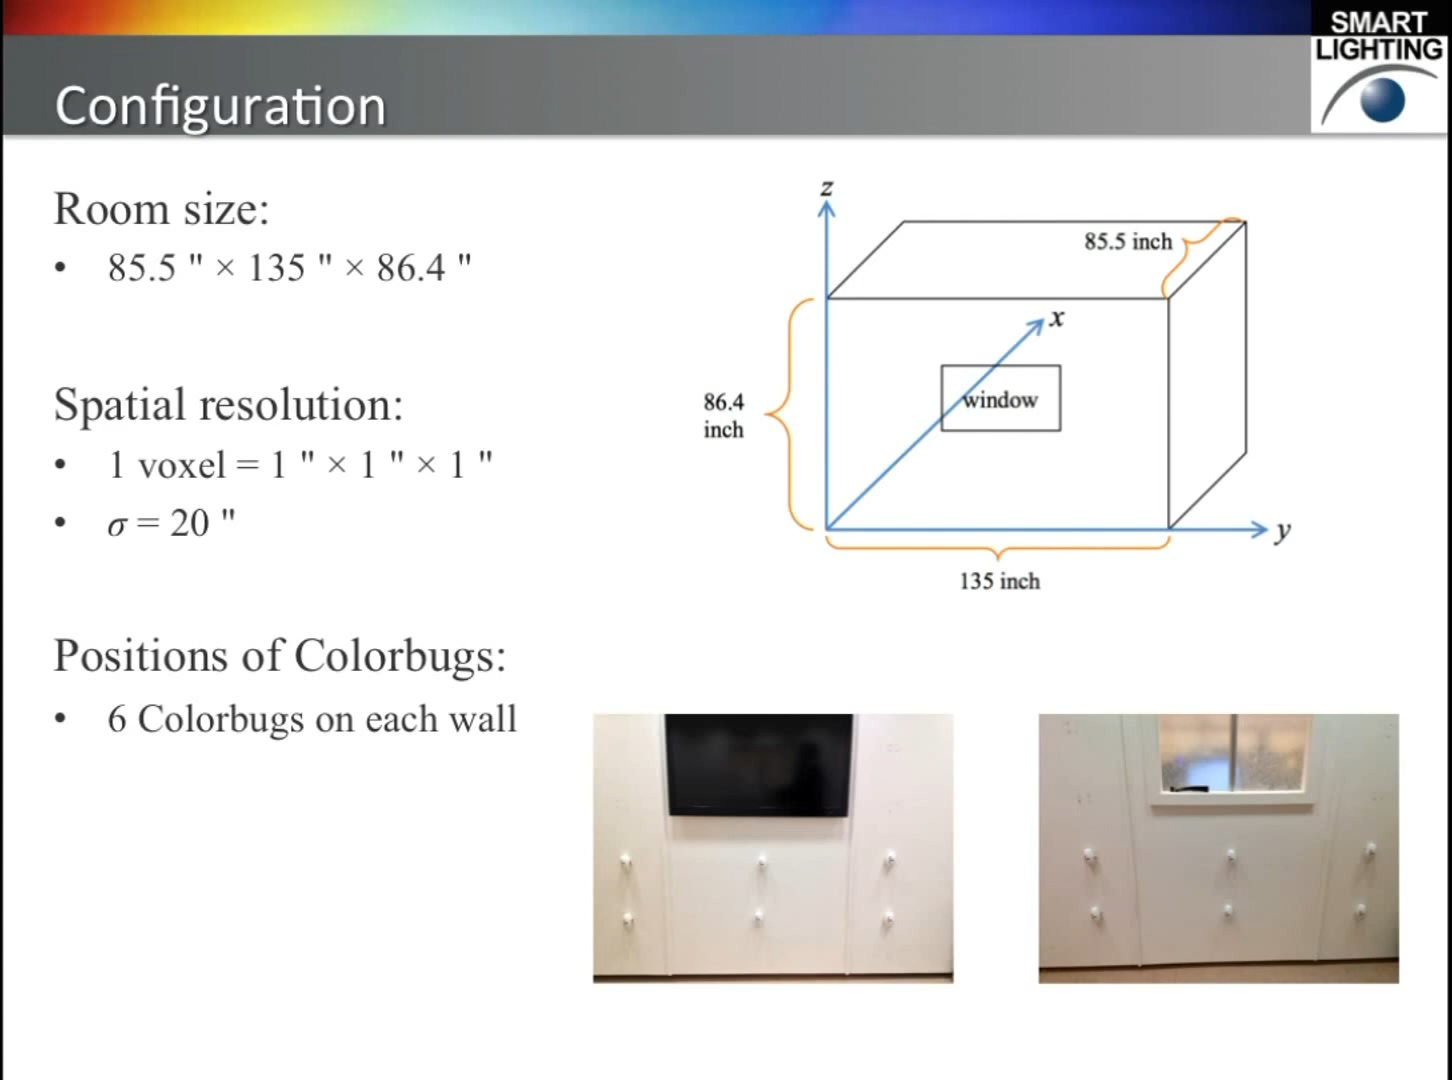 SMART
LIGHTING
Configuration
Room size:
• 85.5 " × 135 " × 86.4 "
Spatial resolution:
• 1 voxel = 1 " × 1 " × 1 "
• σ = 20 "
Positions of Colorbugs:
• 6 Colorbugs on each wall
z
85.5 inch
x
window
86.4
inch
y
135 inch